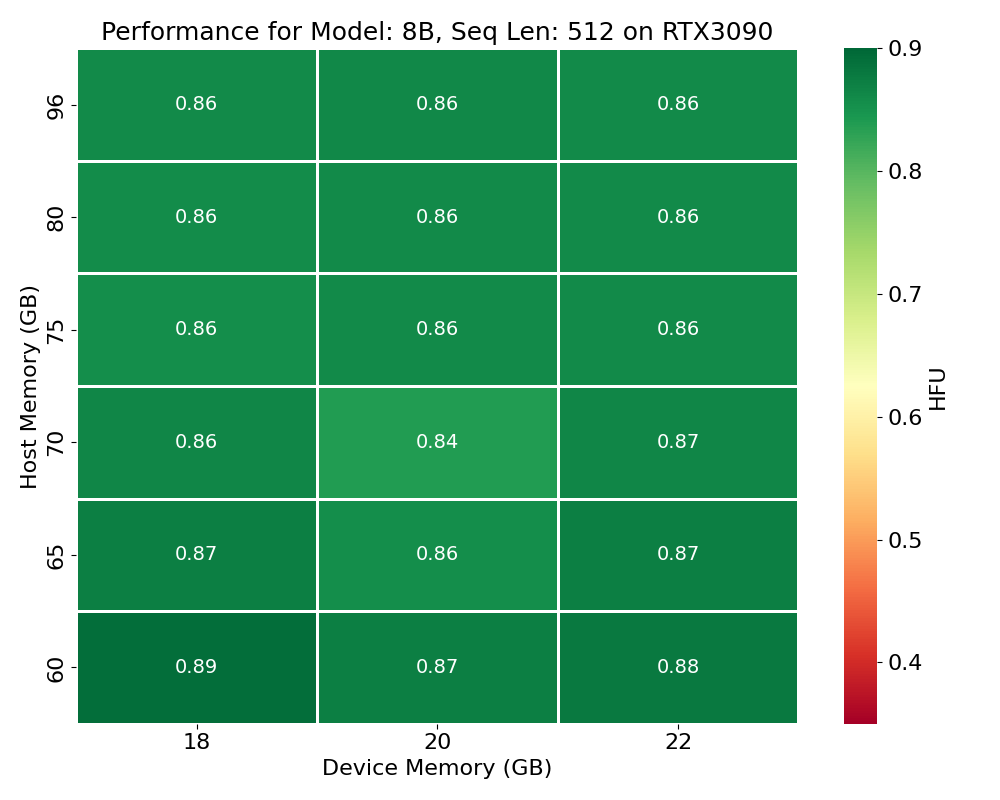 Performance for Model: 8B, Seq Len: 512 on RTX3090
96 0.86 0.86 0.86
80 0.86 0.86 0.86
75 0.86 0.86 0.86
70 0.86 0.84 0.87
65 0.87 0.86 0.87
60 0.89 0.87 0.88
18 20 22
Device Memory (GB)
Host Memory (GB)
0.9
0.8
0.7
0.6
0.5
0.4
HFU